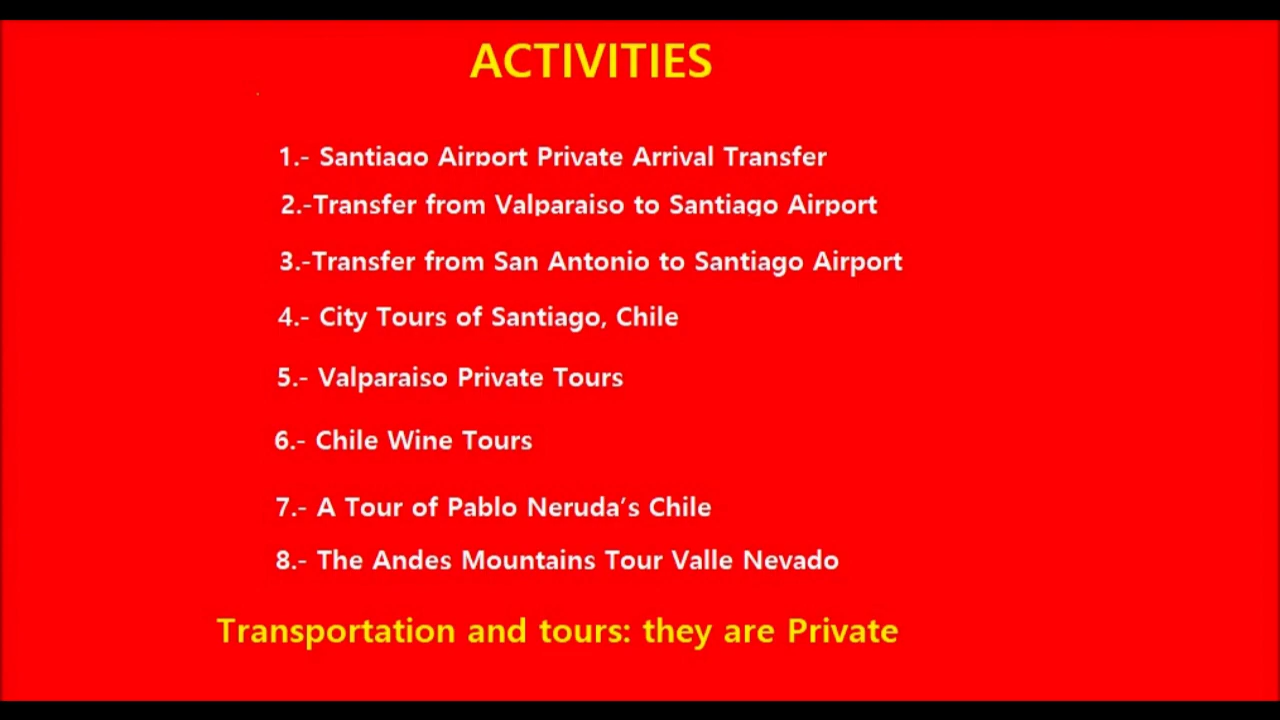 ACTIVITIES
1.- Santiago Airport Private Arrival Transfer
2.-Transfer from Valparaiso to Santiago Airport
3.-Transfer from San Antonio to Santiago Airport
4.- City Tours of Santiago, Chile
5.- Valparaiso Private Tours
6.- Chile Wine Tours
7.- A Tour of Pablo Neruda’s Chile
8.- The Andes Mountains Tour Valle Nevado
Transportation and tours: they are Private